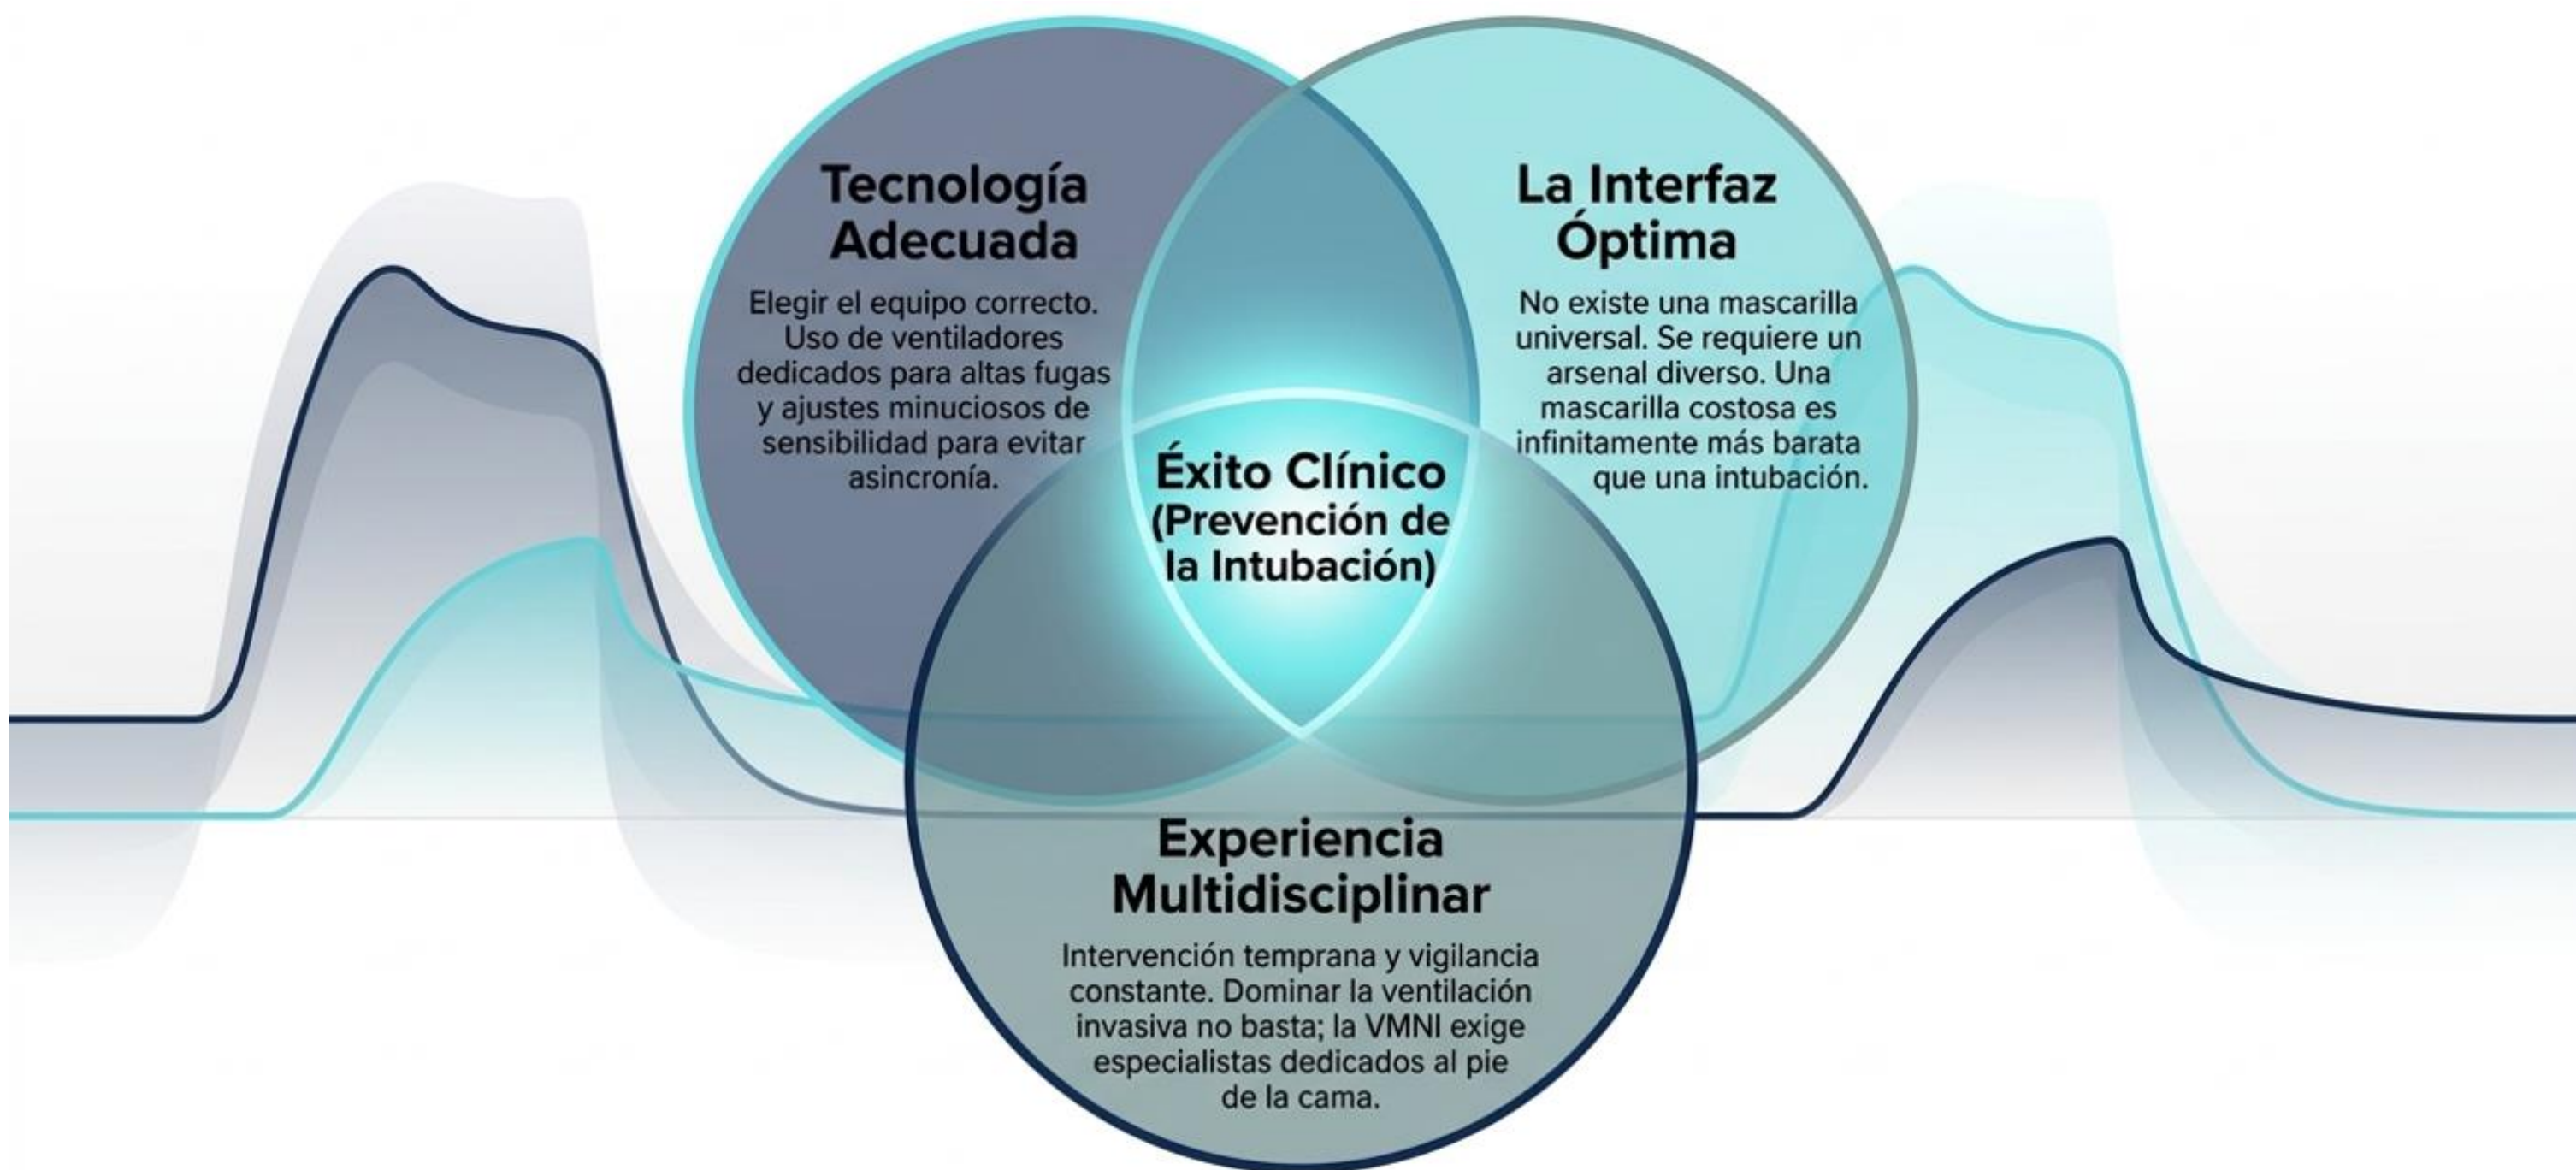 Tecnología
Adecuada
Elegir el equipo correcto.
Uso de ventiladores
dedicados para altas fugas
y ajustes minuciosos de
sensibilidad para evitar
asincronía.
La Interfaz
Óptima
No existe una mascarilla
universal. Se requiere un
arsenal diverso. Una
mascarilla costosa es
infinitamente más barata
que una intubación.
Éxito Clínico
(Prevención de
la Intubación)
Experiencia
Multidisciplinar
Intervención temprana y vigilancia
constante. Dominar la ventilación
invasiva no basta; la VMNI exige
especialistas dedicados al pie
de la cama.